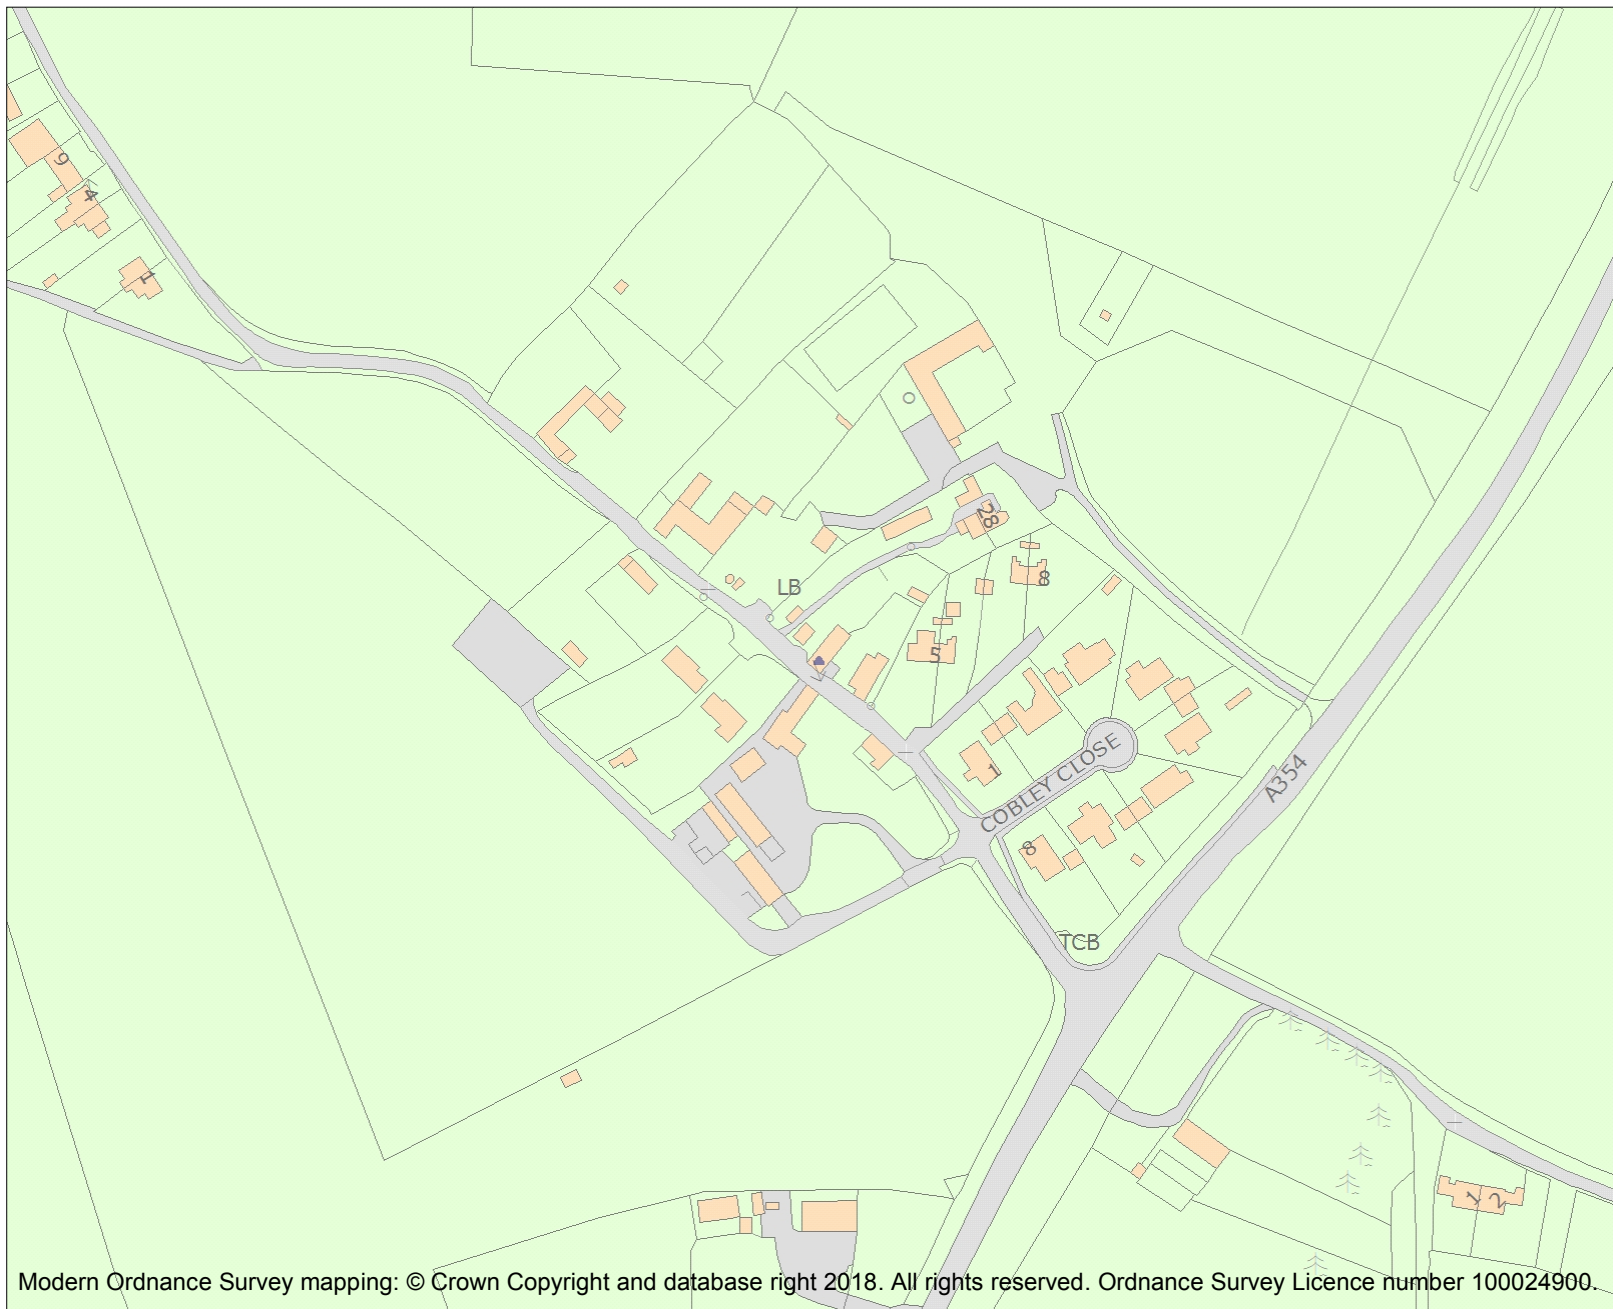 9
4
1
28
LB
8
5
1
COBLEY CLOSE
A354
8
TCB
1
2
Modern Ordnance Survey mapping: © Crown Copyright and database right 2018. All rights reserved. Ordnance Survey Licence number 100024900.